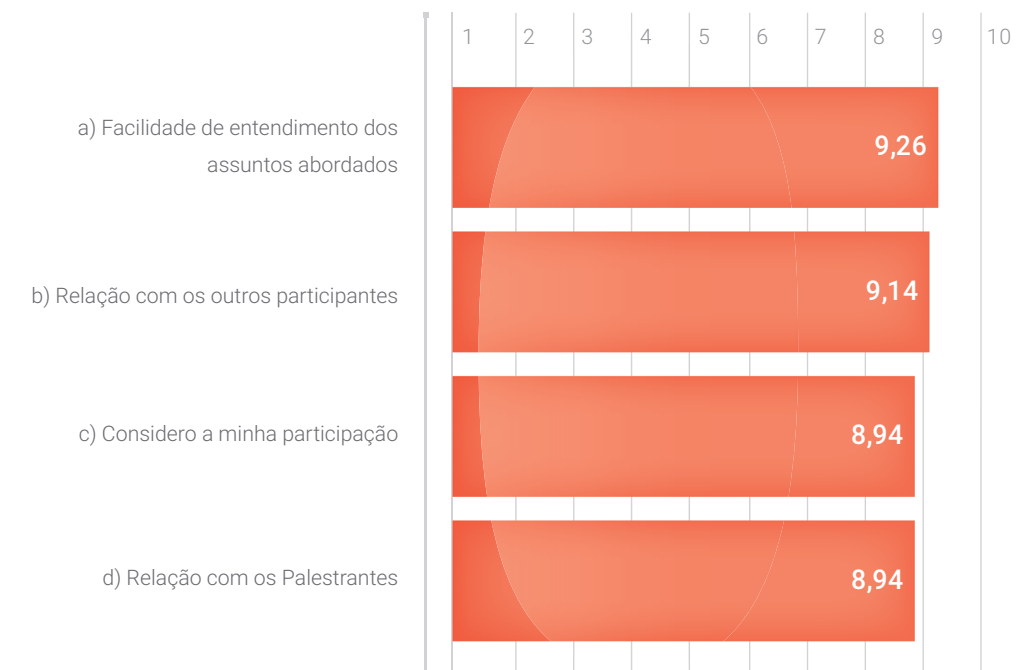 1 2 3 4 5 6 7 8 9 10
a) Facilidade de entendimento dos
assuntos abordados
9,26
b) Relação com os outros participantes
9,14
c) Considero a minha participação
8,94
d) Relação com os Palestrantes
8,94